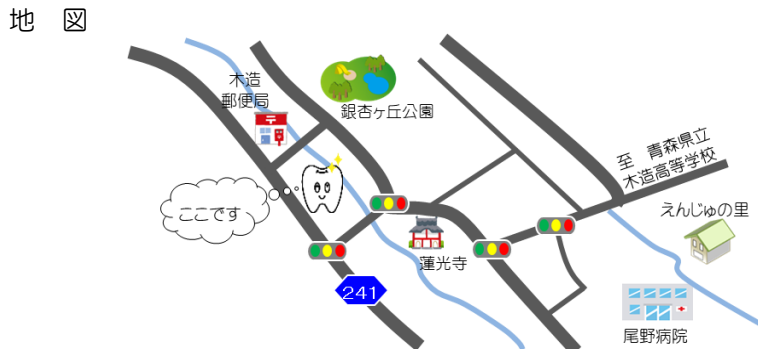 地　図
木造
郵便局
銀杏ヶ丘公園
至　青森県立
木造高等学校
えんじゅの里
ここです
蓮光寺
241
尾野病院